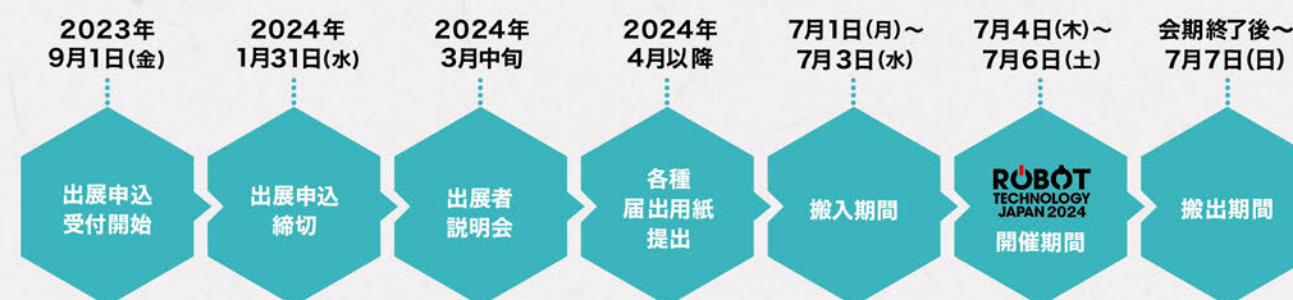 2023年
9月1日(金)
2024年
1月31日(水)
2024年
3月中旬
2024年
4月以降
7月1日(月)～
7月3日(水)
7月4日(木)～
7月6日(土)
会期終了後～
7月7日(日)
出展申込
受付開始
出展申込
締切
出展者
説明会
各種
届出用紙
提出
搬入期間
ROBOT
TECHNOLOGY
JAPAN 2024
開催期間
搬出期間